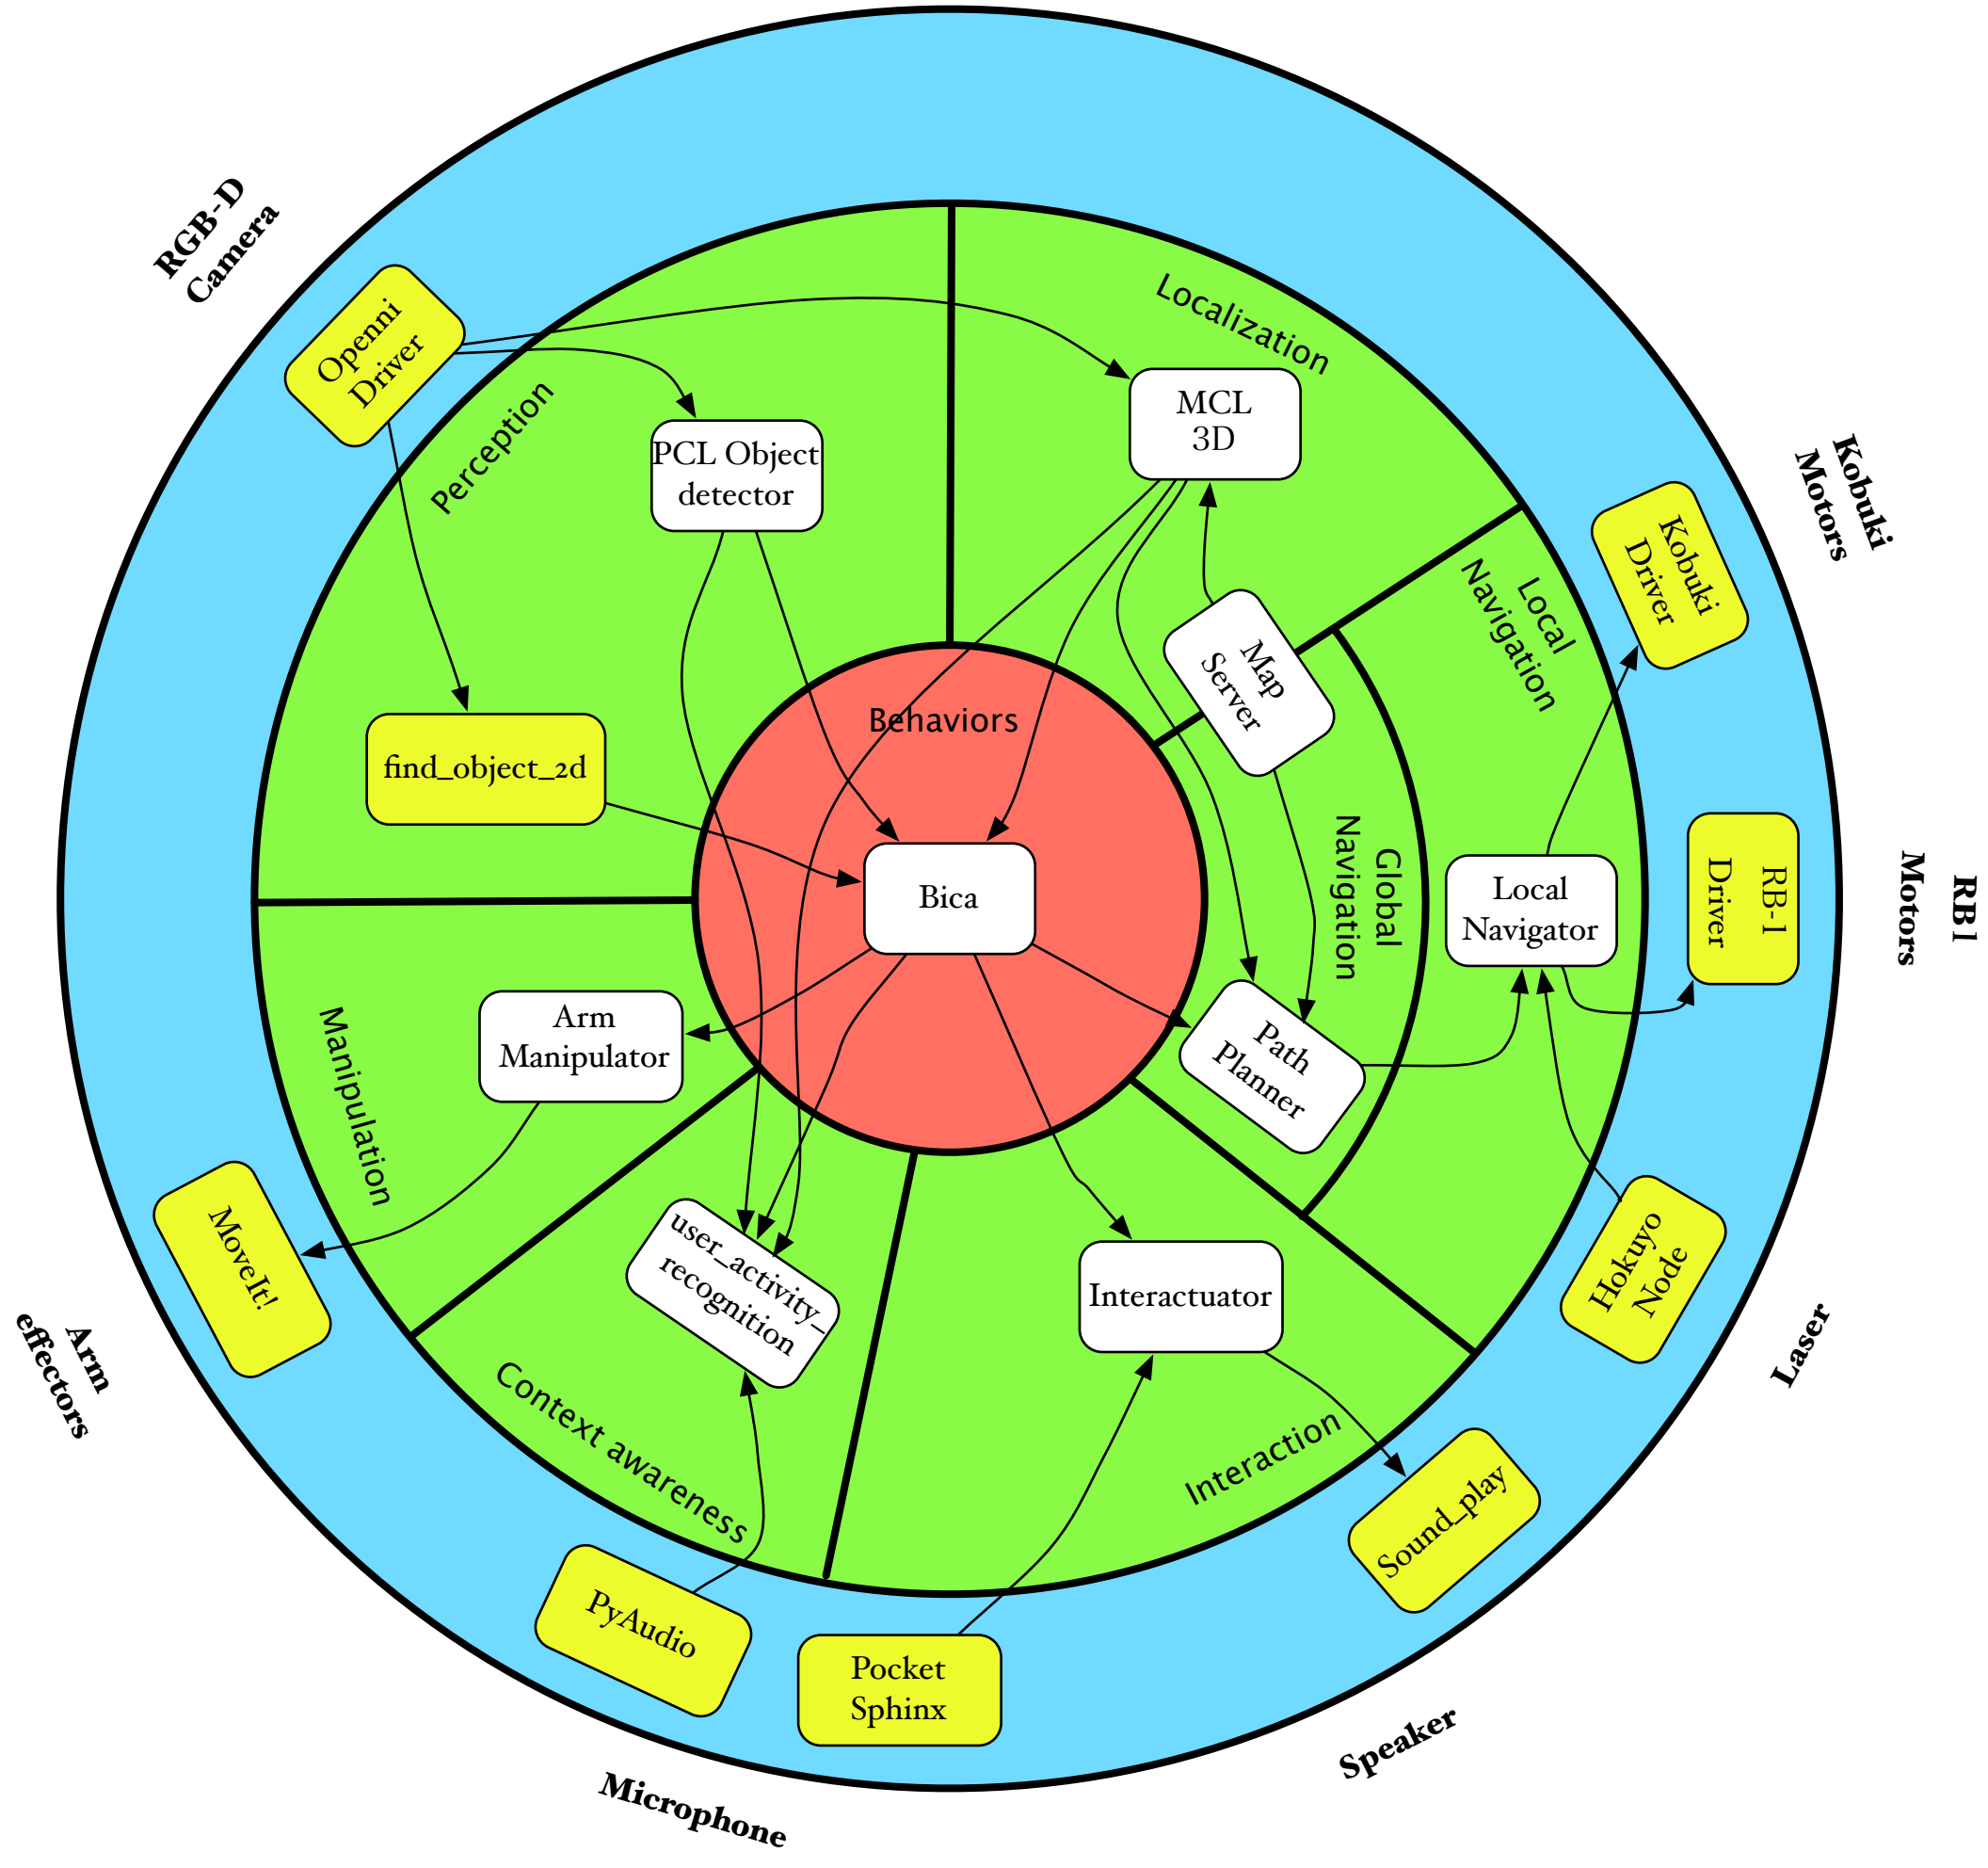 RGB-D
Camera
Openni
Driver
Perception
PCL Object
detector
find_object_2d
Localization
MCL
3D
Map
Server
Local
Navigation
Kobuki
Driver
Kobuki
Motors
Behaviors
Bica
Global
Navigation
Local
Navigator
RB-1
Driver
RB1
Motors
Path
Planner
Arm
Manipulator
Manipulation
MoveIt!
Arm
effectors
user_activity_
recognition
Context awareness
Interactuator
Interaction
Hokuyo
Node
Laser
Sound_play
Speaker
PyAudio
Pocket
Sphinx
Microphone